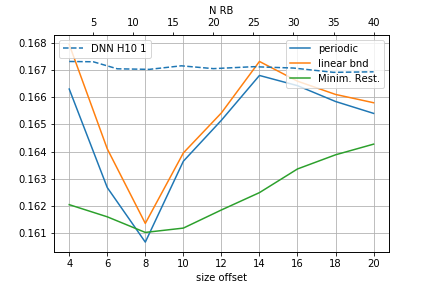 N RB
5 10 15 20 25 30 35 40
DNN H10 1
periodic
linear bnd
Minim. Rest.
0.168
0.167
0.166
0.165
0.164
0.163
0.162
0.161
4 6 8 10 12 14 16 18 20
size offset